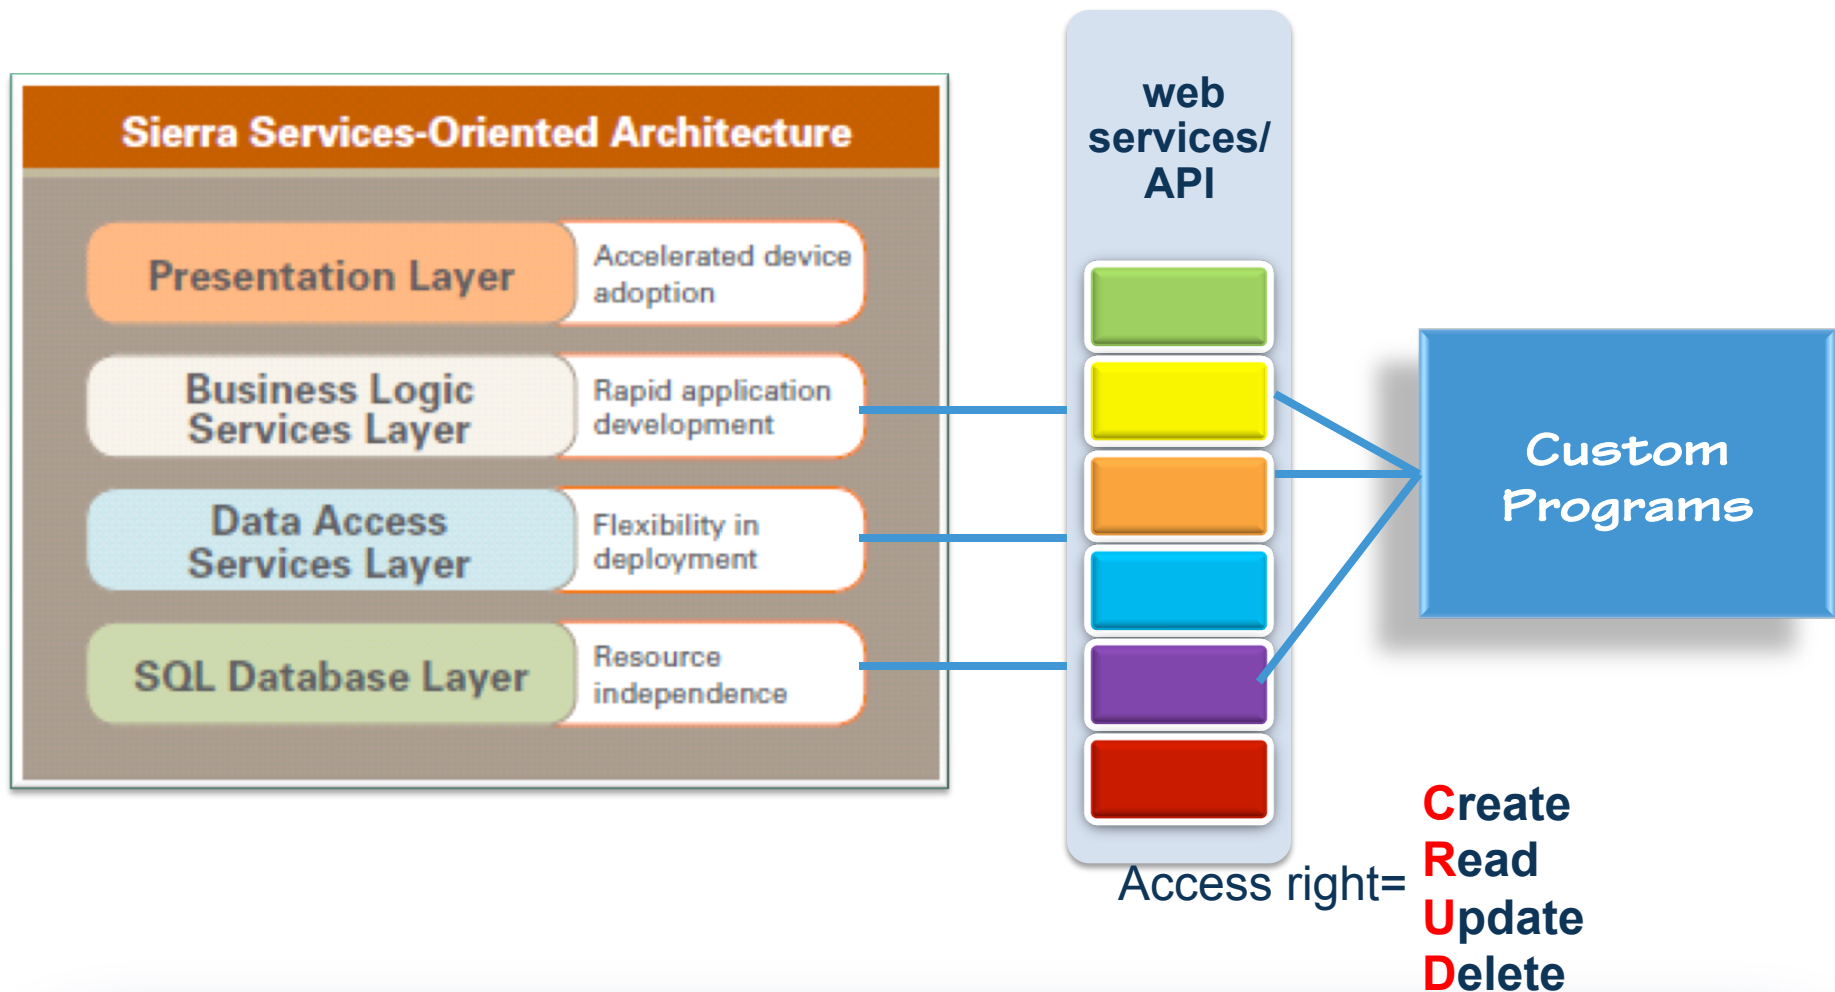 Sierra Services-Oriented Architecture
Presentation Layer
Accelerated device
adoption
Business Logic
Services Layer
Rapid application
development
Data Access
Services Layer
Flexibility in
deployment
SQL Database Layer
Resource
independence
web
services/
API
Custom
Programs
Access right=
Create
Read
Update
Delete